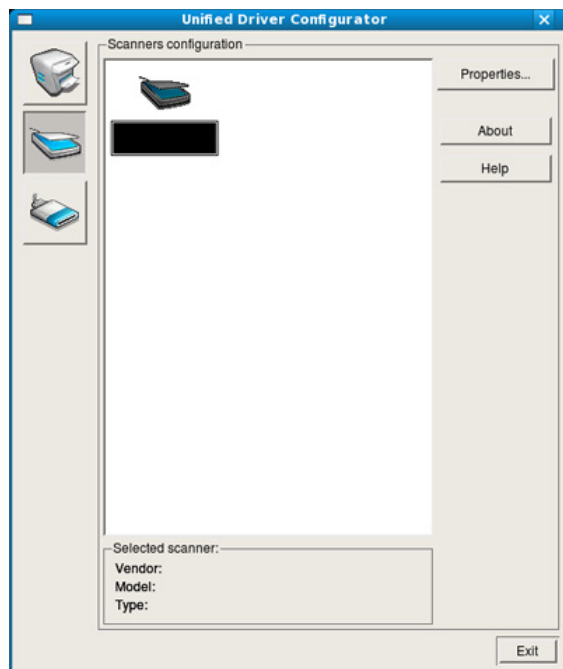 Unified Driver Configurator
Scanners configuration
Properties...
About
Help
Selected scanner:
Vendor:
Model:
Type:
Exit